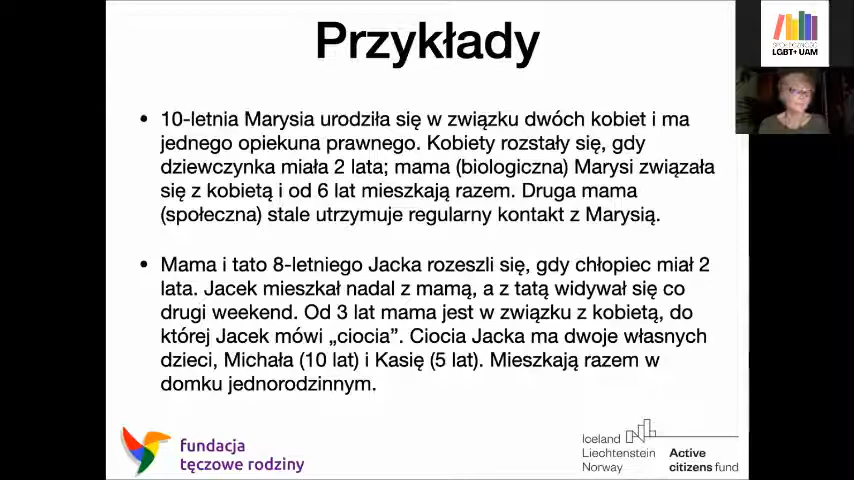 Przykłady
• 10-letnia Marysia urodziła się w związku dwóch kobiet i ma
jednego opiekuna prawnego. Kobiety rozstały się, gdy
dziewczynka miała 2 lata; mama (biologiczna) Marysi związała
się z kobietą i od 6 lat mieszkają razem. Druga mama
(społeczna) stale utrzymuje regularny kontakt z Marysią.
• Mama i tato 8-letniego Jacka rozeszli się, gdy chłopiec miał 2
lata. Jacek mieszkał nadal z mamą, a z tatą widywał się co
drugi weekend. Od 3 lat mama jest w związku z kobietą, do
której Jacek mówi „ciocia”. Ciocia Jacka ma dwoje własnych
dzieci, Michała (10 lat) i Kasię (5 lat). Mieszkają razem w
domku jednorodzinnym.
fundacja
tęczowe rodziny
Iceland
Liechtenstein
Norway
Active
citizens fund
SPOŁECZNOŚĆ
LGBT+ UAM